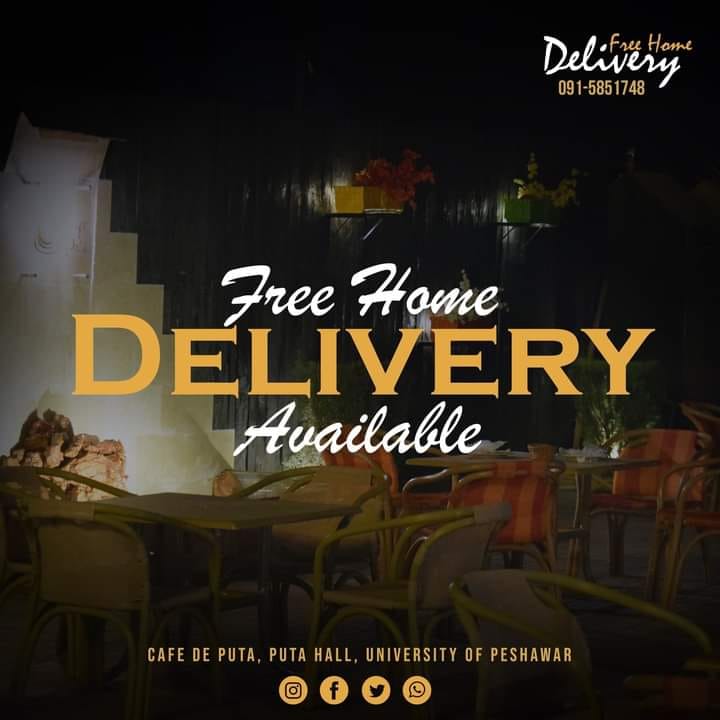 Free Home
Delivery
091-5851748
Free Home
DELIVERY
Available
CAFE DE PUTA, PUTA HALL, UNIVERSITY OF PESHAWAR